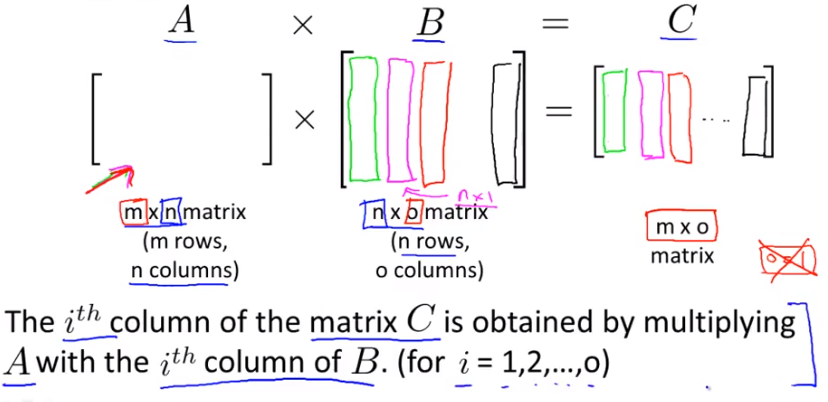 A × B = C
[ ] × [ ] = [ ... ]
n x 1
m x n matrix
(m rows,
n columns)
n x o matrix
(n rows,
o columns)
m x o
matrix
o = 1
The i^{th} column of the matrix C is obtained by multiplying
A with the i^{th} column of B. (for i = 1,2,...,o)